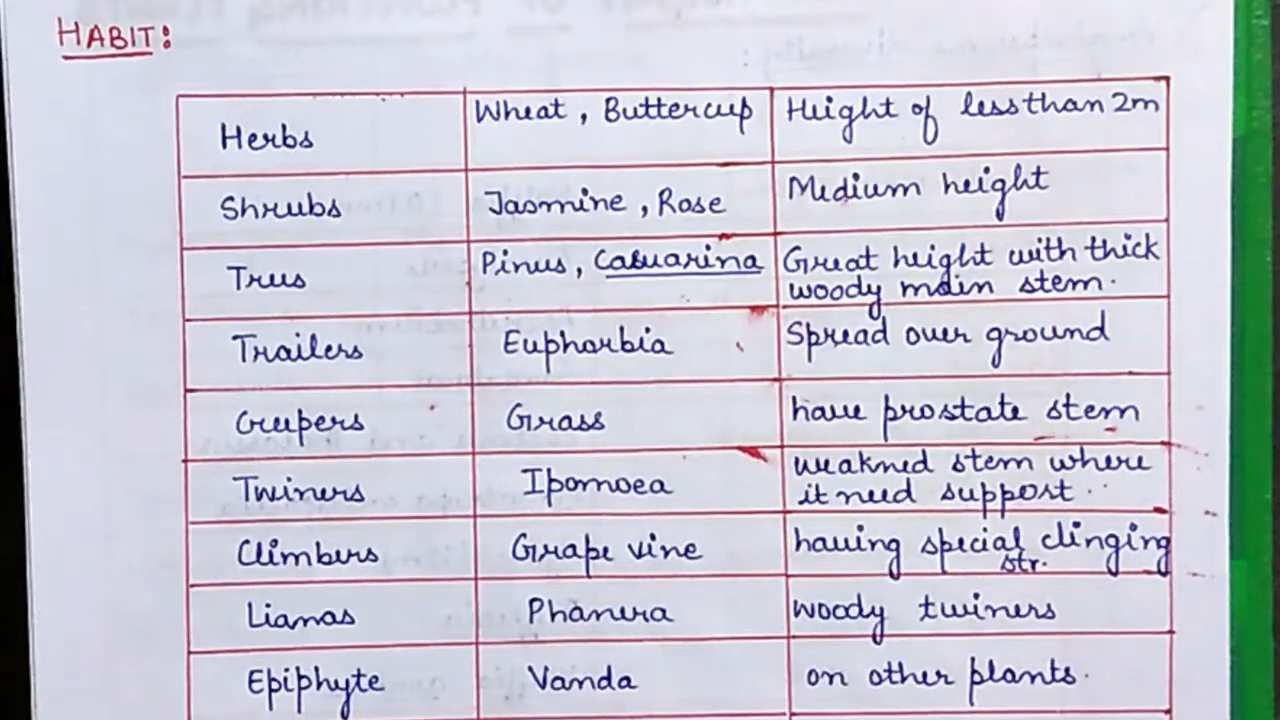 HABIT:
Herbs Wheat, Buttercup Height of less than 2m
Shrubs Jasmine, Rose Medium height
Trees Pinus, Casuarina Great height with thick
woody main stem.
Trailers Euphorbia Spread over ground
Creepers Grass have prostate stem
Twiners Ipomoea weakned stem where
it need support.
Climbers Grape vine having special clinging
str.
Lianas Phanera woody twiners
Epiphyte Vanda on other plants.